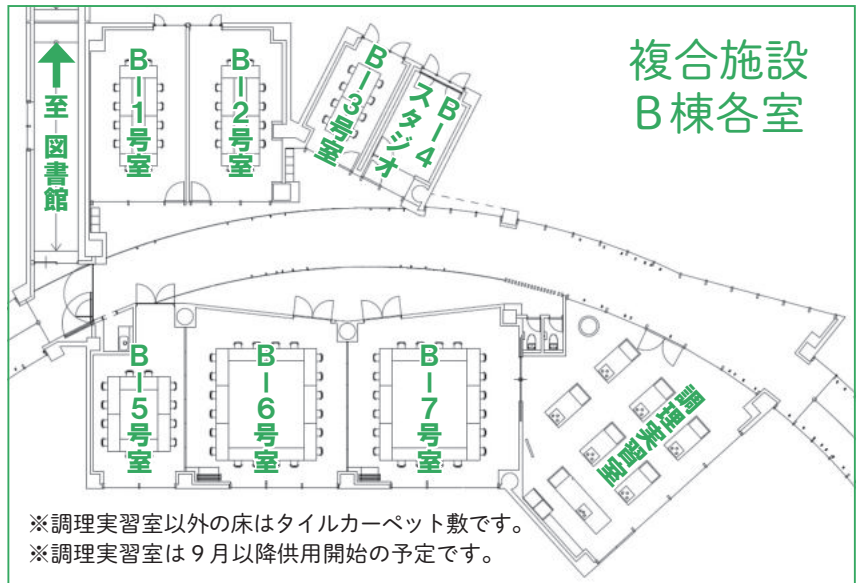 複合施設
B棟各室
至 図書館
B－1号室
B－2号室
B－3号室
B－4
スタジオ
B－5号室
B－6号室
B－7号室
調理実習室
※調理実習室以外の床はタイルカーペット敷です。
※調理実習室は９月以降供用開始の予定です。